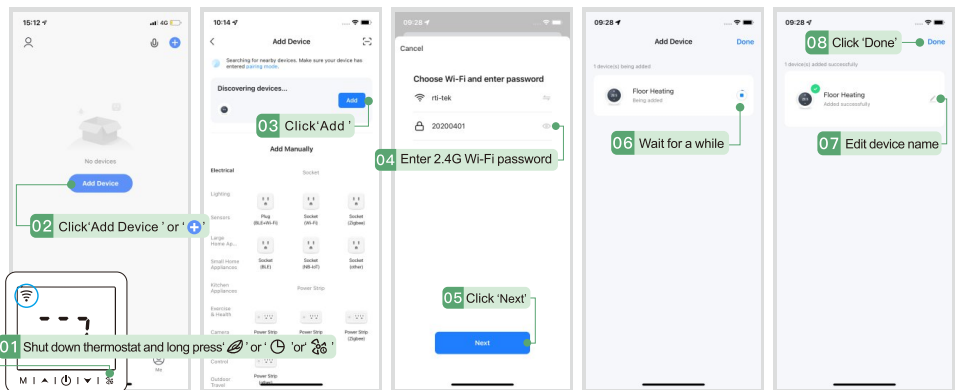 15:12
4G
No devices
Add Device
02 Click‘Add Device ’ or ‘ + ’
M
01 Shut down thermostat and long press‘ ’ or ‘ ’or‘ ’
Me
10:14
Add Device
Searching for nearby devices. Make sure your device has
entered pairing mode.
Discovering devices...
Add
03 Click‘Add ’
Add Manually
Electrical
Socket
Lighting
Sensors
Plug
(BLE+Wi-Fi)
Socket
(Wi-Fi)
Socket
(Zigbee)
Large
Home Ap...
Small Home
Appliances
Socket
(BLE)
Socket
(NB-IoT)
Socket
(other)
Kitchen
Appliances
Power Strip
Exercise
& Health
Camera
Power Strip
Power Strip
Power Strip
(Zigbee)
Control
Outdoor
Travel
Power Strip
(other)
09:28
Cancel
Choose Wi-Fi and enter password
rti-tek
20200401
04 Enter 2.4G Wi-Fi password
05 Click ‘Next’
Next
09:28
Add Device
Done
1 device(s) being added
Floor Heating
Being added
06 Wait for a while
09:28
08 Click ‘Done’
Done
1 device(s) added successfully
Floor Heating
Added successfully
07 Edit device name